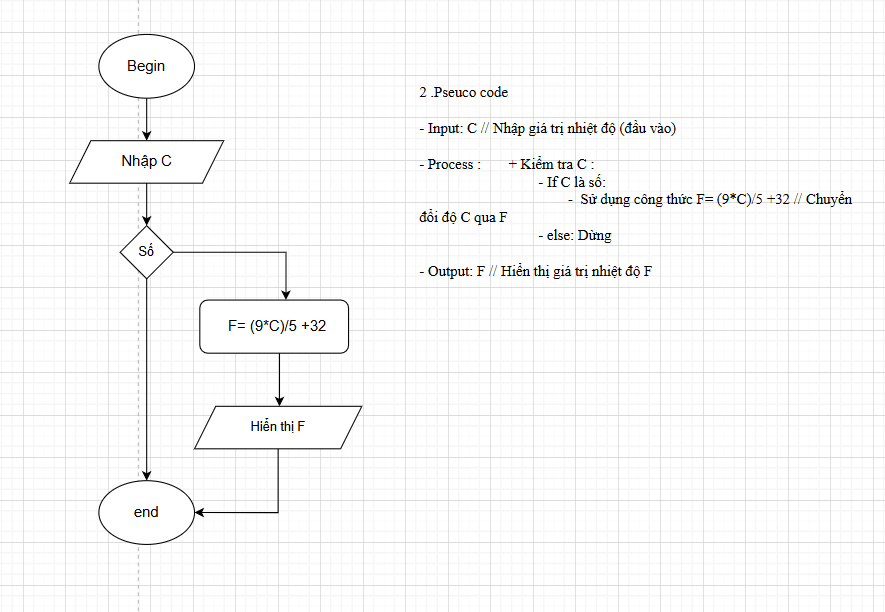 Begin
Nhập C
Số
F= (9*C)/5 +32
Hiển thị F
end
2 .Pseuco code
- Input: C // Nhập giá trị nhiệt độ (đầu vào)
- Process : + Kiểm tra C :
- If C là số:
- Sử dụng công thức F= (9*C)/5 +32 // Chuyển
đổi độ C qua F
- else: Dừng
- Output: F // Hiển thị giá trị nhiệt độ F